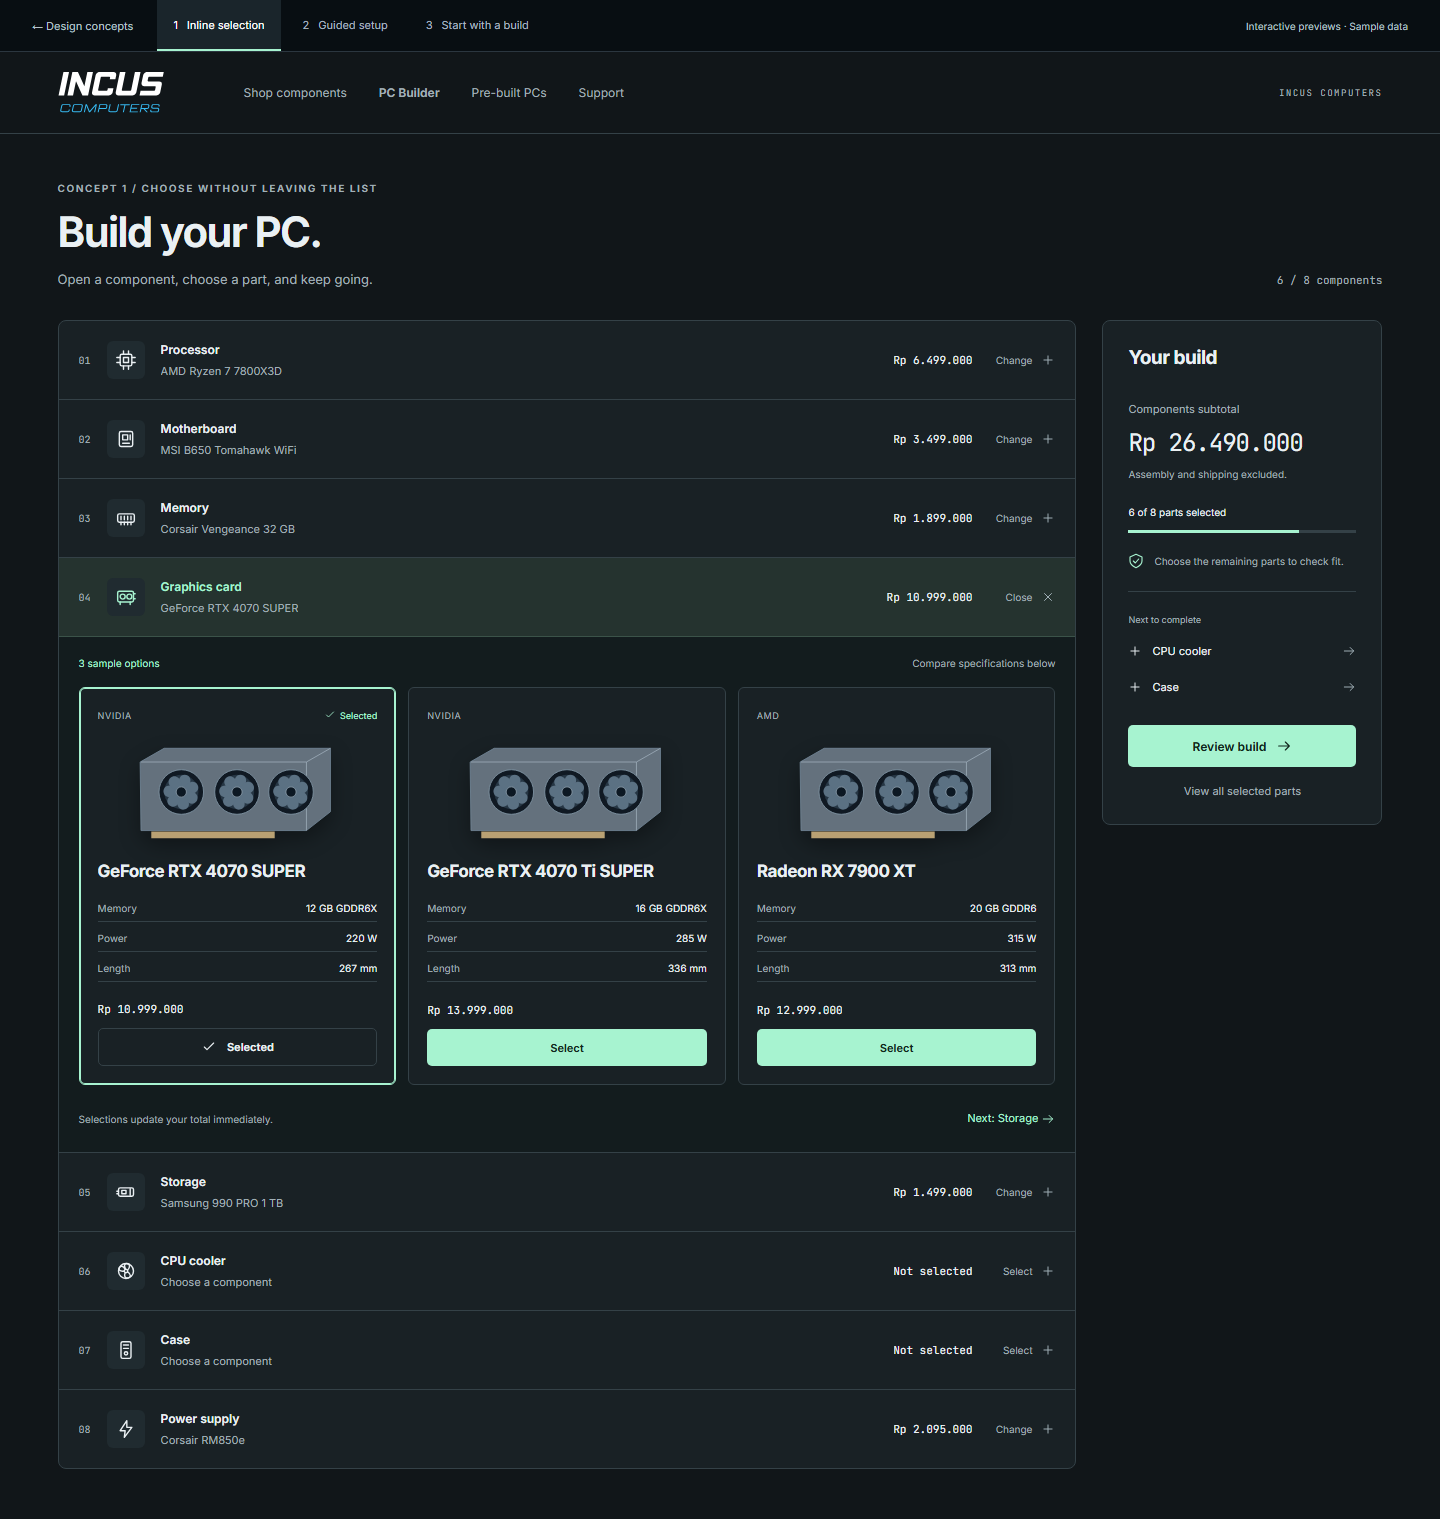 ← Design concepts
1 Inline selection
2 Guided setup
3 Start with a build
Interactive previews · Sample data
INCUS
COMPUTERS
Shop components
PC Builder
Pre-built PCs
Support
INCUS COMPUTERS
CONCEPT 1 / CHOOSE WITHOUT LEAVING THE LIST
Build your PC.
Open a component, choose a part, and keep going.
6 / 8 components
01
Processor
AMD Ryzen 7 7800X3D
Rp 6.499.000
Change
02
Motherboard
MSI B650 Tomahawk WiFi
Rp 3.499.000
Change
03
Memory
Corsair Vengeance 32 GB
Rp 1.899.000
Change
04
Graphics card
GeForce RTX 4070 SUPER
Rp 10.999.000
Close
3 sample options
Compare specifications below
NVIDIA
Selected
GeForce RTX 4070 SUPER
Memory 12 GB GDDR6X
Power 220 W
Length 267 mm
Rp 10.999.000
Selected
NVIDIA
GeForce RTX 4070 Ti SUPER
Memory 16 GB GDDR6X
Power 285 W
Length 336 mm
Rp 13.999.000
Select
AMD
Radeon RX 7900 XT
Memory 20 GB GDDR6
Power 315 W
Length 313 mm
Rp 12.999.000
Select
Selections update your total immediately.
Next: Storage →
05
Storage
Samsung 990 PRO 1 TB
Rp 1.499.000
Change
06
CPU cooler
Choose a component
Not selected
Select
07
Case
Choose a component
Not selected
Select
08
Power supply
Corsair RM850e
Rp 2.095.000
Change
Your build
Components subtotal
Rp 26.490.000
Assembly and shipping excluded.
6 of 8 parts selected
Choose the remaining parts to check fit.
Next to complete
CPU cooler
Case
Review build →
View all selected parts